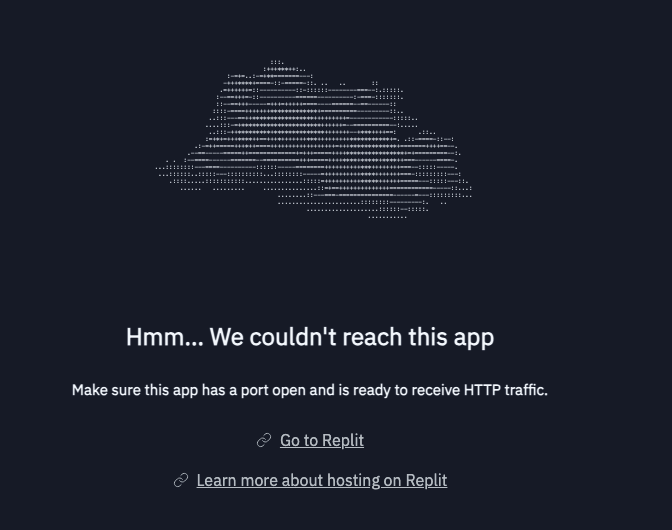 Hmm... We couldn't reach this app
Make sure this app has a port open and is ready to receive HTTP traffic.
Go to Replit
Learn more about hosting on Replit